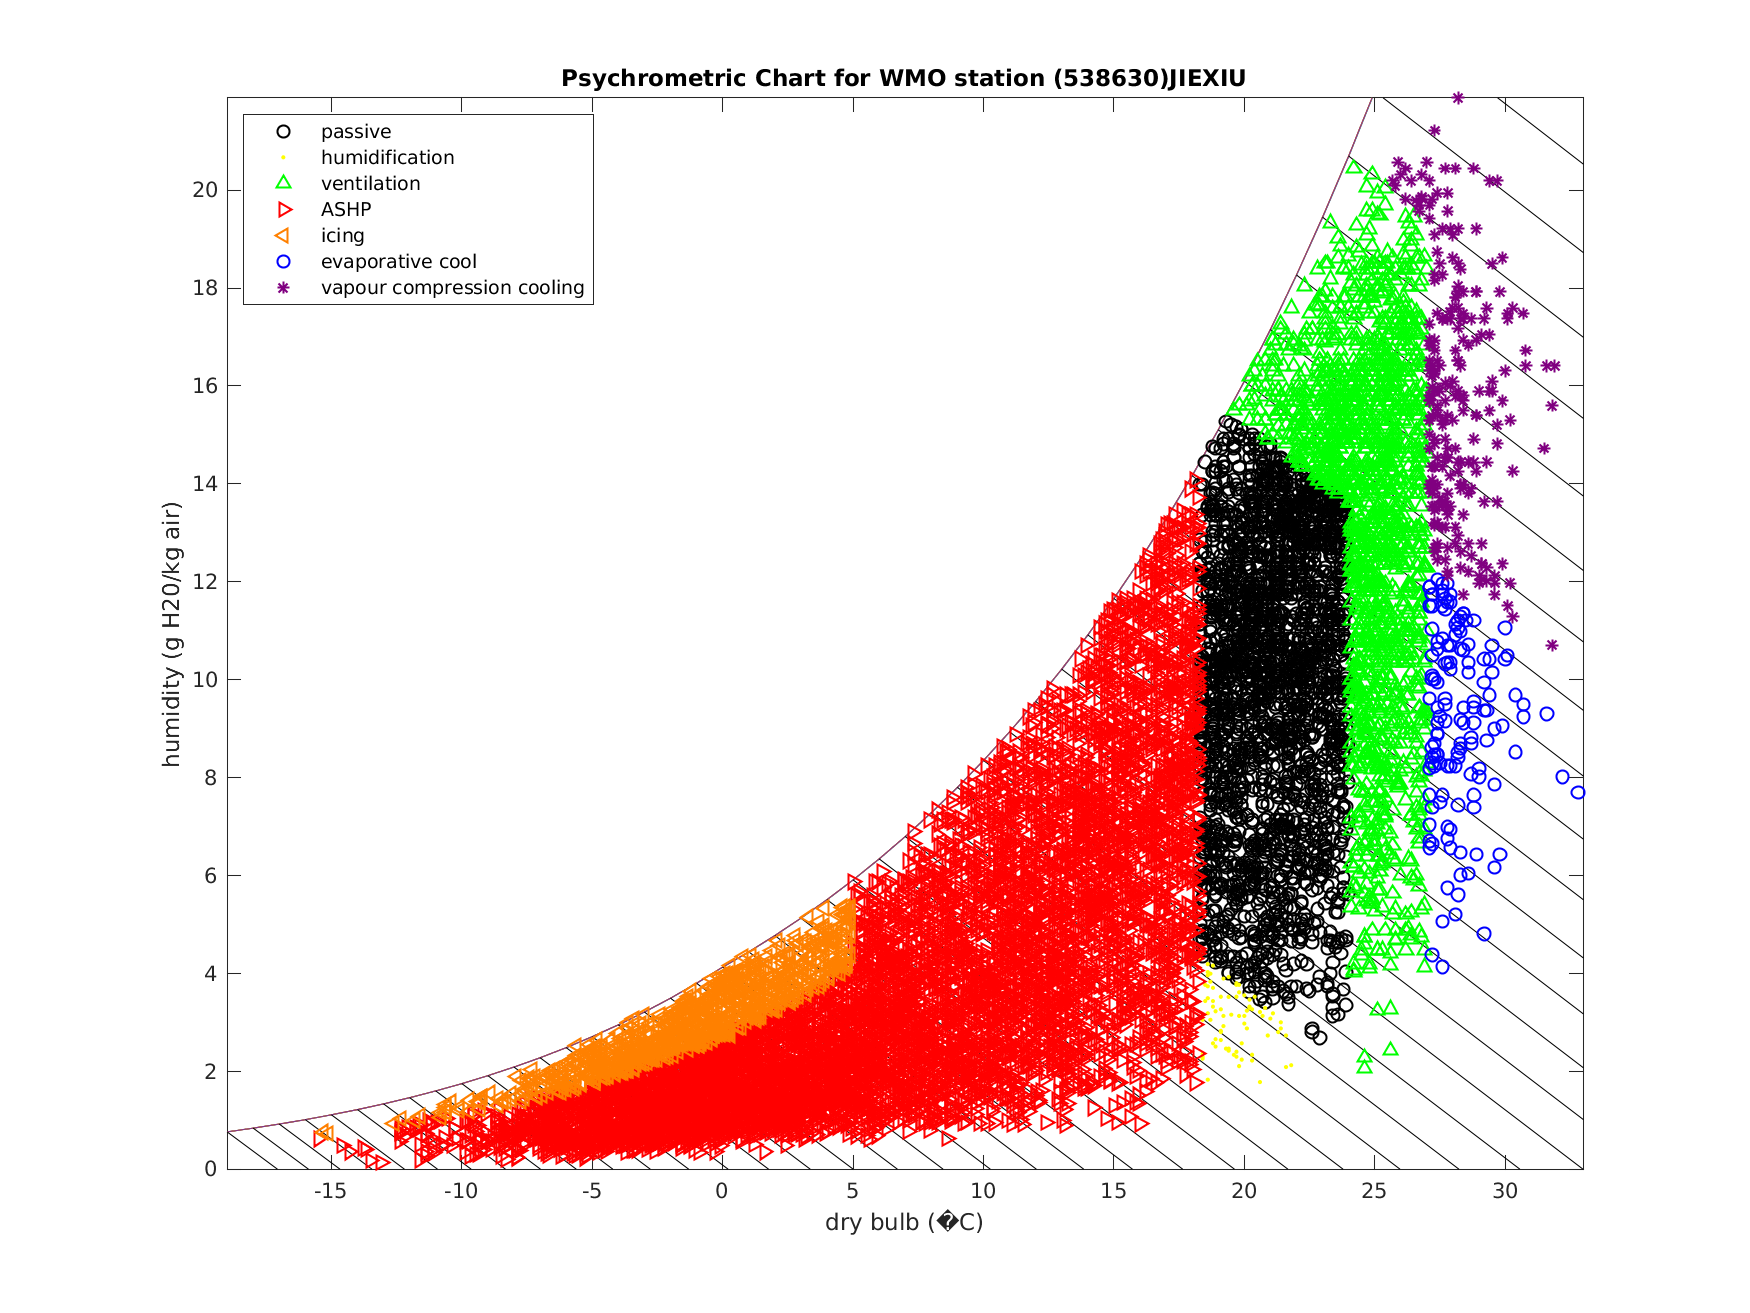 Psychrometric Chart for WMO station (538630)JIEXIU
passive
humidification
ventilation
ASHP
icing
evaporative cool
vapour compression cooling
humidity (g H20/kg air)
20
18
16
14
12
10
8
6
4
2
0
-15 -10 -5 0 5 10 15 20 25 30
dry bulb (�C)